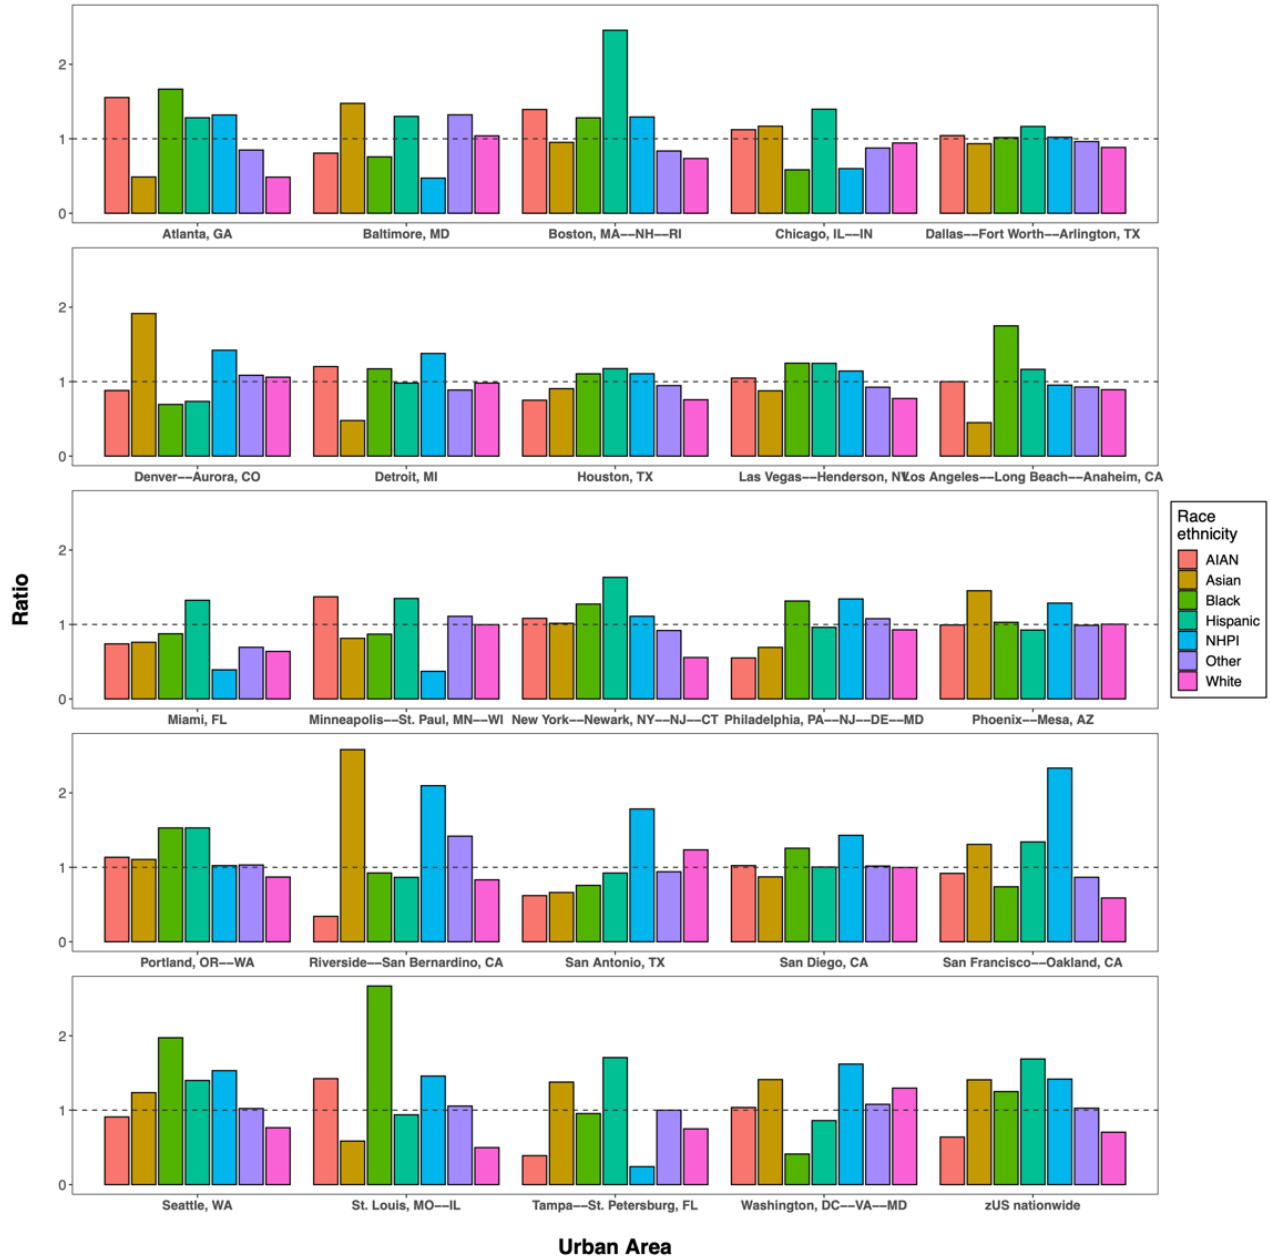 2
1
0
Atlanta, GA
Baltimore, MD
Boston, MA−−NH−−RI
Chicago, IL−−IN
Dallas−−Fort Worth−−Arlington, TX
2
1
0
Denver−−Aurora, CO
Detroit, MI
Houston, TX
Las Vegas−−Henderson, NV
Los Angeles−−Long Beach−−Anaheim, CA
2
1
0
Miami, FL
Minneapolis−−St. Paul, MN−−WI
New York−−Newark, NY−−NJ−−CT
Philadelphia, PA−−NJ−−DE−−MD
Phoenix−−Mesa, AZ
2
1
0
Portland, OR−−WA
Riverside−−San Bernardino, CA
San Antonio, TX
San Diego, CA
San Francisco−−Oakland, CA
2
1
0
Seattle, WA
St. Louis, MO−−IL
Tampa−−St. Petersburg, FL
Washington, DC−−VA−−MD
zUS nationwide
Ratio
Urban Area
Race
ethnicity
AIAN
Asian
Black
Hispanic
NHPI
Other
White